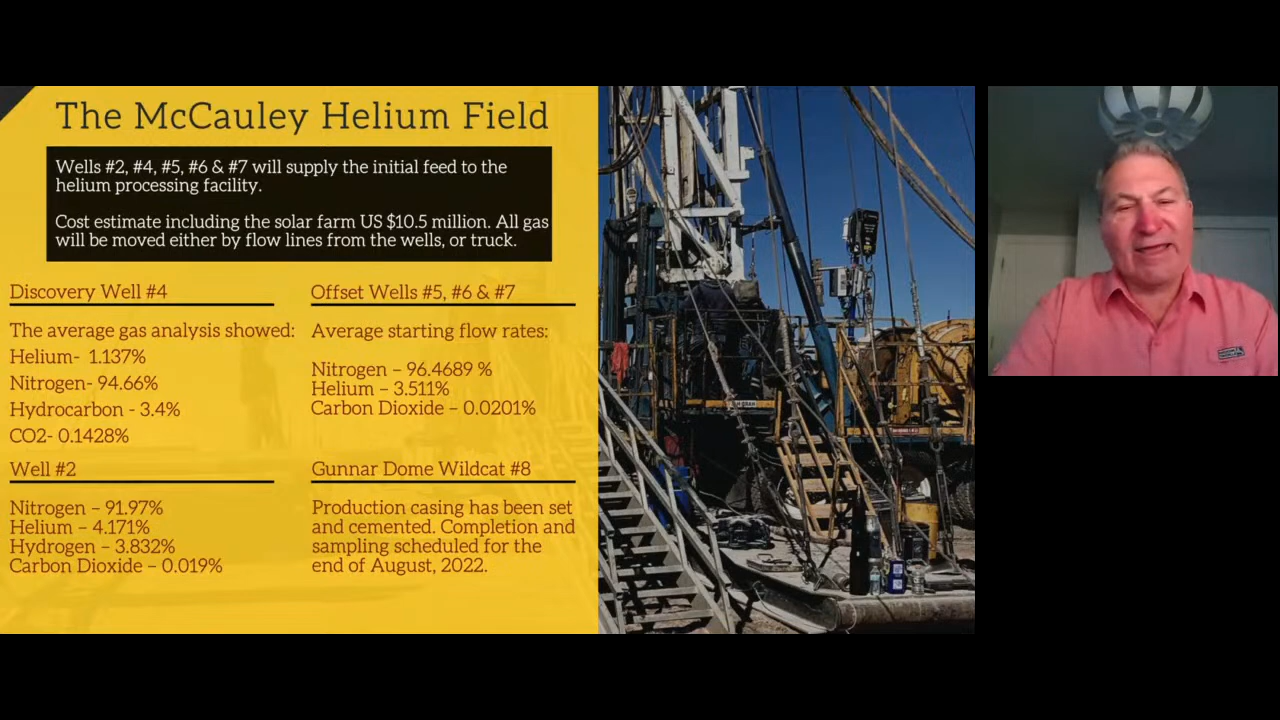 The McCauley Helium Field
Wells #2, #4, #5, #6 & #7 will supply the initial feed to the
helium processing facility.
Cost estimate including the solar farm US $10.5 million. All gas
will be moved either by flow lines from the wells, or truck.
Discovery Well #4
The average gas analysis showed:
Helium- 1.137%
Nitrogen- 94.66%
Hydrocarbon - 3.4%
CO2- 0.1428%
Offset Wells #5, #6 & #7
Average starting flow rates:
Nitrogen – 96.4689 %
Helium – 3.511%
Carbon Dioxide – 0.0201%
Well #2
Nitrogen – 91.97%
Helium – 4.171%
Hydrogen – 3.832%
Carbon Dioxide – 0.019%
Gunnar Dome Wildcat #8
Production casing has been set
and cemented. Completion and
sampling scheduled for the
end of August, 2022.